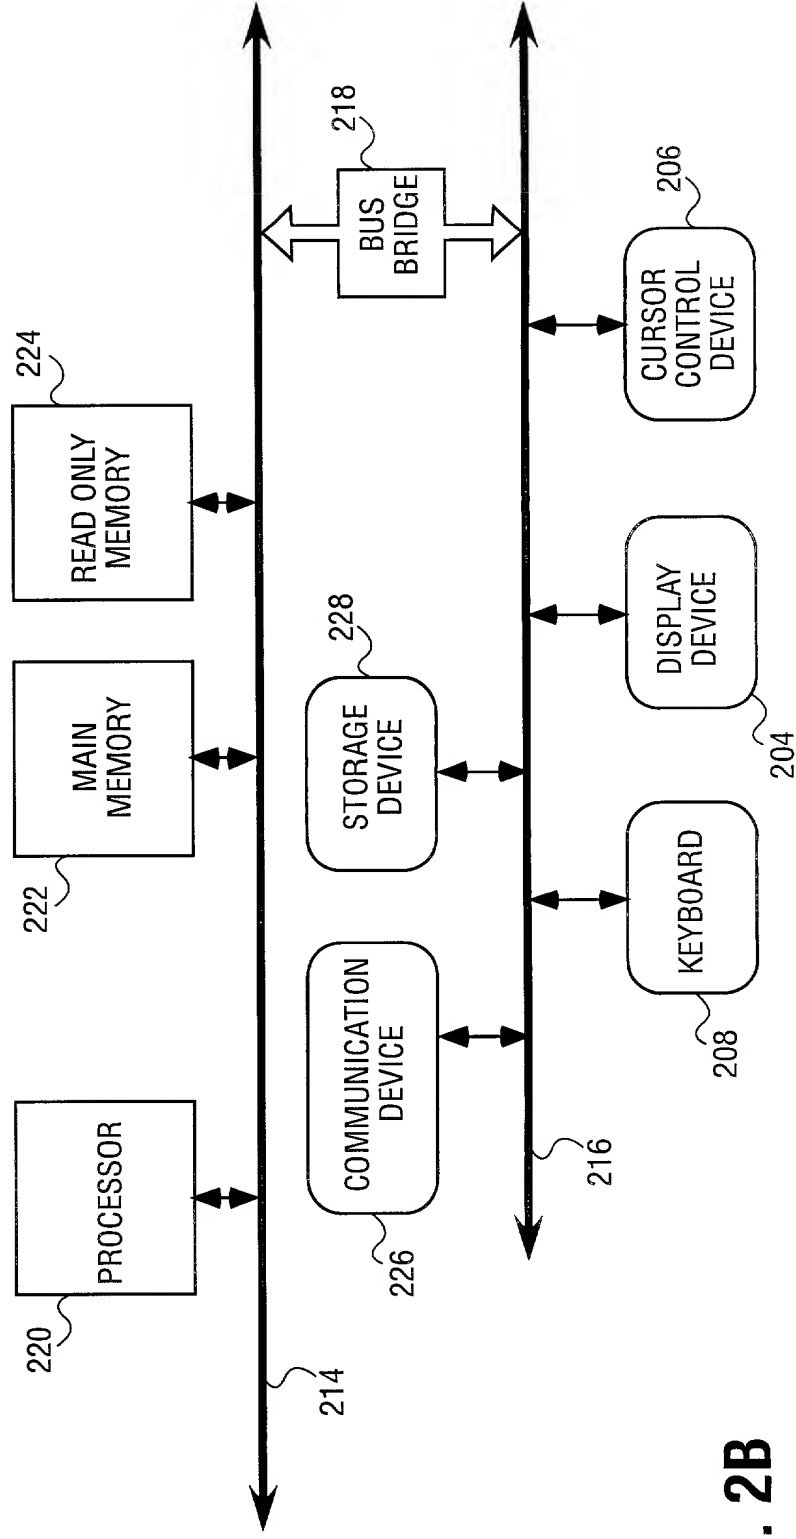 220
PROCESSOR
222
MAIN
MEMORY
224
READ ONLY
MEMORY
214
226
COMMUNICATION
DEVICE
228
STORAGE
DEVICE
218
BUS
BRIDGE
216
208
KEYBOARD
204
DISPLAY
DEVICE
206
CURSOR
CONTROL
DEVICE
. 2B